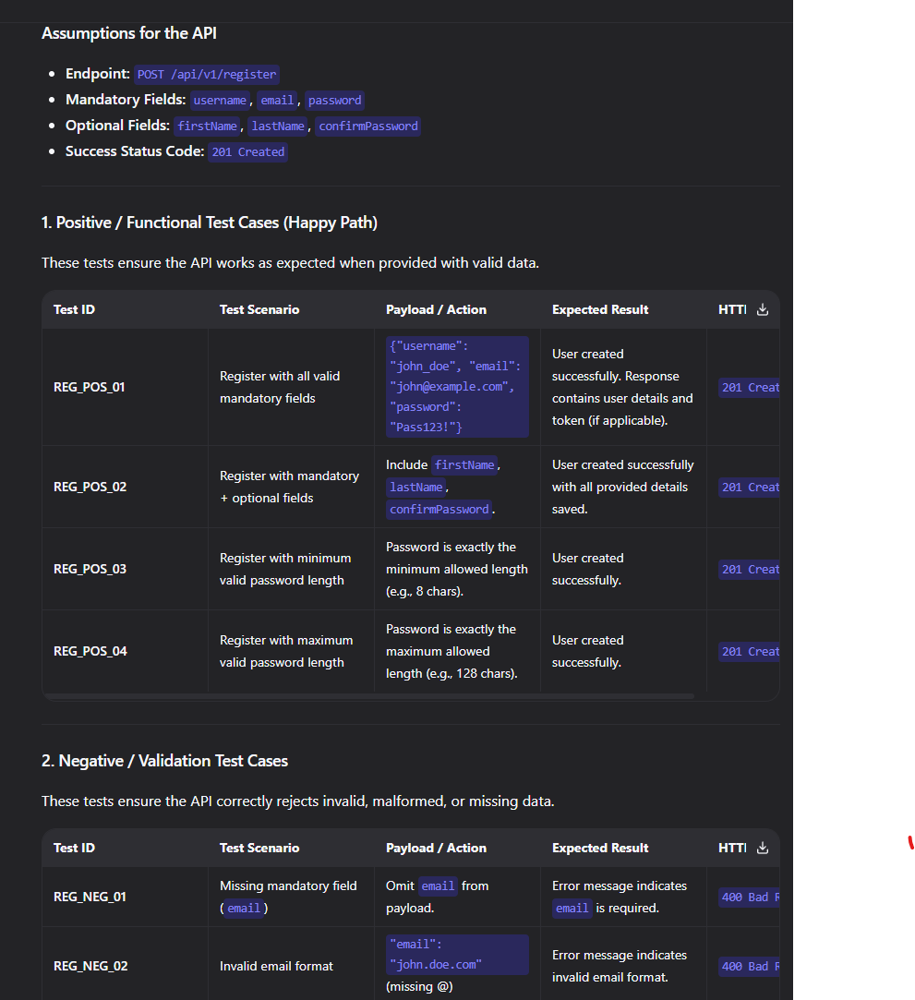 Assumptions for the API
• Endpoint: POST /api/v1/register
• Mandatory Fields: username, email, password
• Optional Fields: firstName, lastName, confirmPassword
• Success Status Code: 201 Created
1. Positive / Functional Test Cases (Happy Path)
These tests ensure the API works as expected when provided with valid data.
Test ID Test Scenario Payload / Action Expected Result HTT
REG_POS_01
Register with all valid
mandatory fields
{"username":
"john_doe", "email":
"john@example.com",
"password":
"Pass123!"}
User created
successfully. Response
contains user details and
token (if applicable).
201 Creat
REG_POS_02
Register with mandatory
+ optional fields
Include firstName,
lastName,
confirmPassword.
User created successfully
with all provided details
saved.
201 Creat
REG_POS_03
Register with minimum
valid password length
Password is exactly the
minimum allowed length
(e.g., 8 chars).
User created
successfully.
201 Creat
REG_POS_04
Register with maximum
valid password length
Password is exactly the
maximum allowed
length (e.g., 128 chars).
User created
successfully.
201 Creat
2. Negative / Validation Test Cases
These tests ensure the API correctly rejects invalid, malformed, or missing data.
Test ID Test Scenario Payload / Action Expected Result HTT
REG_NEG_01
Missing mandatory field
(email)
Omit email from
payload.
Error message indicates
email is required.
400 Bad R
REG_NEG_02
Invalid email format
"email":
"john.doe.com"
(missing @)
Error message indicates
invalid email format.
400 Bad R